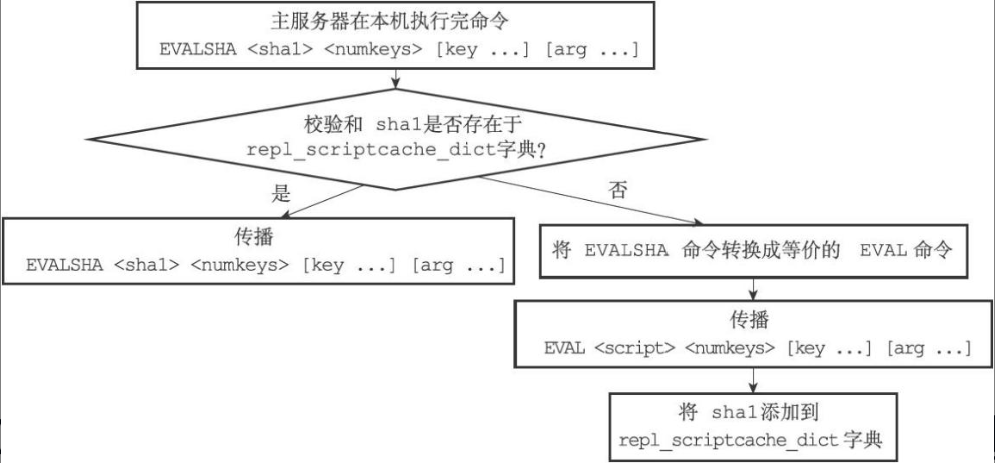 主服务器在本机执行完命令
EVALSHA <sha1> <numkeys> [key ...] [arg ...]
校验和 sha1是否存在于
repl_scriptcache_dict字典?
是
否
传播
EVALSHA <sha1> <numkeys> [key ...] [arg ...]
将 EVALSHA 命令转换成等价的 EVAL 命令
传播
EVAL <script> <numkeys> [key ...] [arg ...]
将 sha1添加到
repl_scriptcache_dict 字典